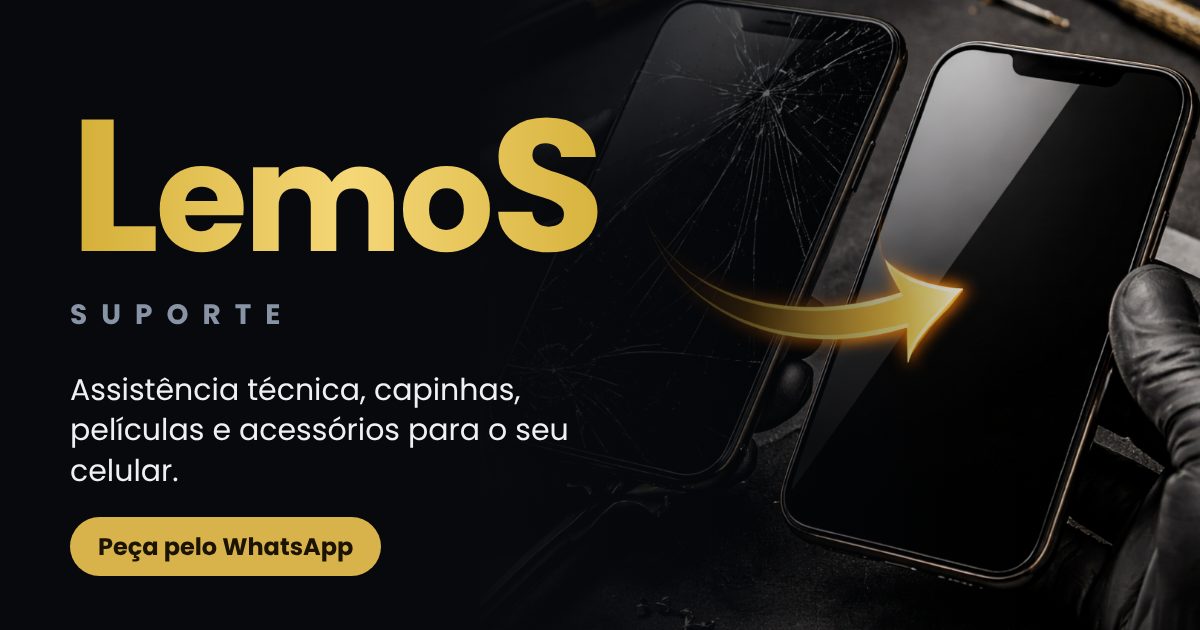 LemoS
SUPORTE
Assistência técnica, capinhas,
películas e acessórios para o seu
celular.
Peça pelo WhatsApp